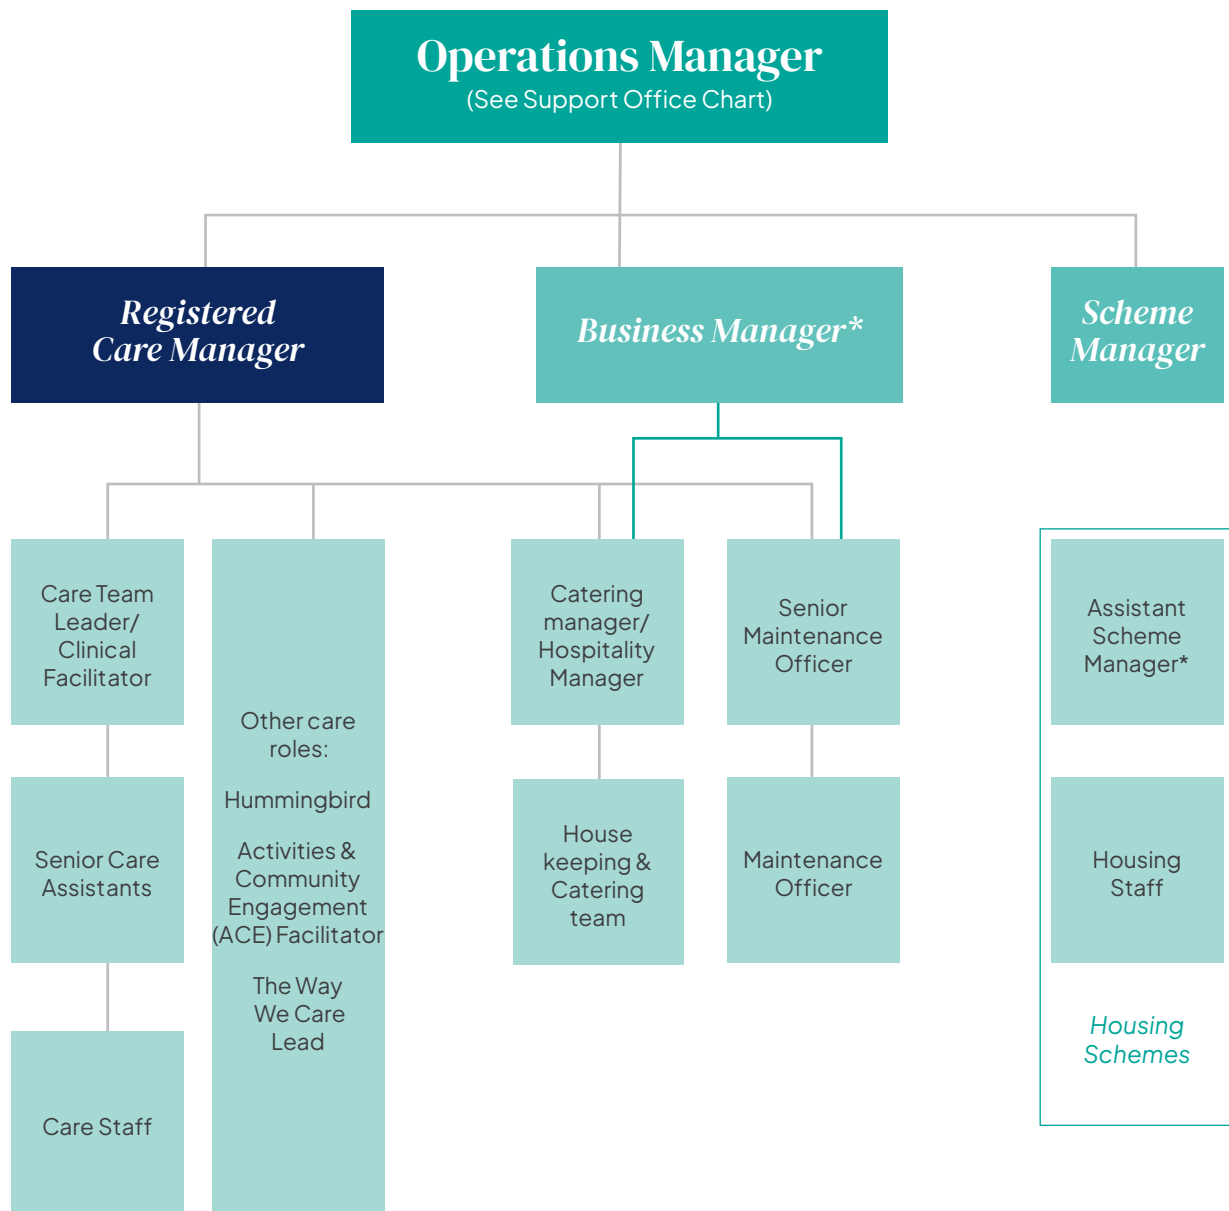 Operations Manager
(See Support Office Chart)
Registered
Care Manager
Business Manager*
Scheme
Manager
Care Team
Leader/
Clinical
Facilitator
Senior Care
Assistants
Care Staff
Other care
roles:
Hummingbird
Activities &
Community
Engagement
(ACE) Facilitator
The Way
We Care
Lead
Catering
manager/
Hospitality
Manager
House
keeping &
Catering
team
Senior
Maintenance
Officer
Maintenance
Officer
Assistant
Scheme
Manager*
Housing
Staff
Housing
Schemes